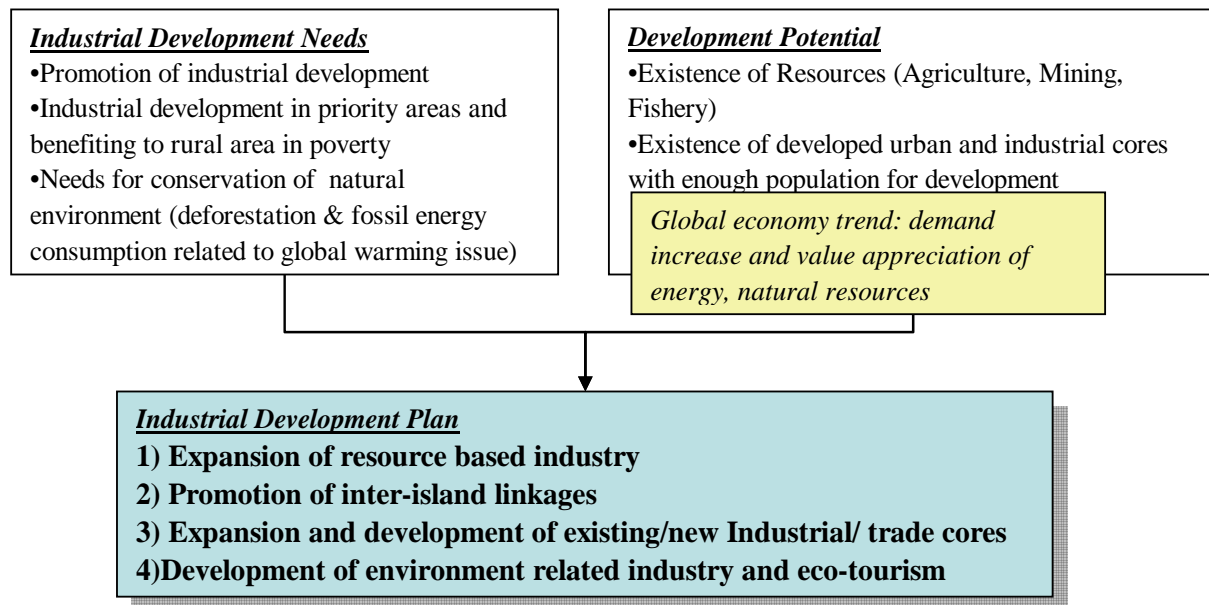 Industrial Development Needs
•Promotion of industrial development
•Industrial development in priority areas and
benefiting to rural area in poverty
•Needs for conservation of natural
environment (deforestation & fossil energy
consumption related to global warming issue)
Development Potential
•Existence of Resources (Agriculture, Mining,
Fishery)
•Existence of developed urban and industrial cores
with enough population for development
Global economy trend: demand
increase and value appreciation of
energy, natural resources
Industrial Development Plan
1) Expansion of resource based industry
2) Promotion of inter-island linkages
3) Expansion and development of existing/new Industrial/ trade cores
4)Development of environment related industry and eco-tourism